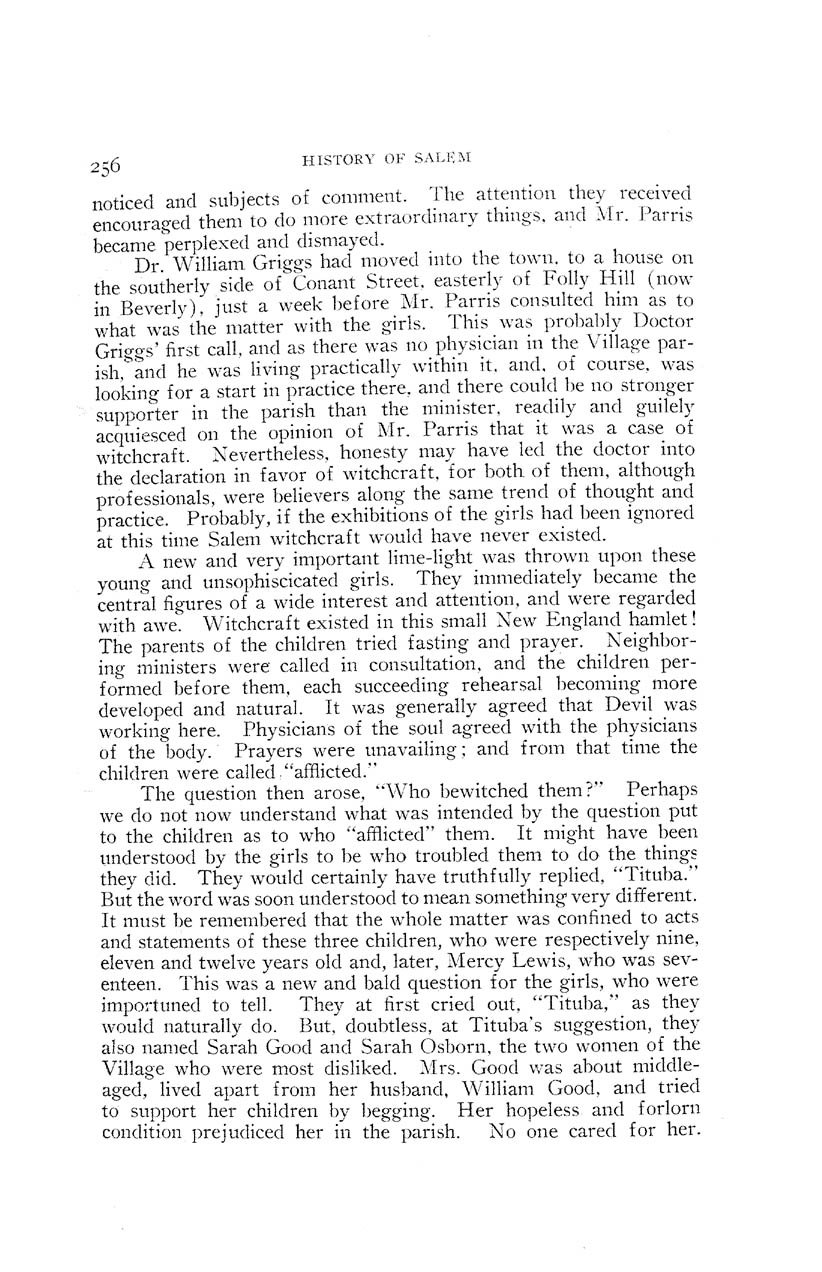 256
HISTORY OF SALEM
noticed and subjects of comment. The attention they received
encouraged them to do more extraordinary things, and Mr. Parris
became perplexed and dismayed.
Dr. William Griggs had moved into the town, to a house on
the southerly side of Conant Street, easterly of Folly Hill (now
in Beverly), just a week before Mr. Parris consulted him as to
what was the matter with the girls. This was probably Doctor
Griggs' first call, and as there was no physician in the Village par-
ish, and he was living practically within it, and, of course, was
looking for a start in practice there, and there could be no stronger
supporter in the parish than the minister, readily and guilely
acquiesced on the opinion of Mr. Parris that it was a case of
witchcraft. Nevertheless, honesty may have led the doctor into
the declaration in favor of witchcraft, for both of them, although
professionals, were believers along the same trend of thought and
practice. Probably, if the exhibitions of the girls had been ignored
at this time Salem witchcraft would have never existed.
A new and very important lime-light was thrown upon these
young and unsophiscicated girls. They immediately became the
central figures of a wide interest and attention, and were regarded
with awe. Witchcraft existed in this small New England hamlet!
The parents of the children tried fasting and prayer. Neighbor-
ing ministers were called in consultation, and the children per-
formed before them, each succeeding rehearsal becoming more
developed and natural. It was generally agreed that Devil was
working here. Physicians of the soul agreed with the physicians
of the body. Prayers were unavailing; and from that time the
children were called "afflicted."
The question then arose, "Who bewitched them?" Perhaps
we do not now understand what was intended by the question put
to the children as to who "afflicted" them. It might have been
understood by the girls to be who troubled them to do the things
they did. They would certainly have truthfully replied, "Tituba."
But the word was soon understood to mean something very different.
It must be remembered that the whole matter was confined to acts
and statements of these three children, who were respectively nine,
eleven and twelve years old and, later, Mercy Lewis, who was sev-
enteen. This was a new and bald question for the girls, who were
importuned to tell. They at first cried out, "Tituba," as they
would naturally do. But, doubtless, at Tituba's suggestion, they
also named Sarah Good and Sarah Osborn, the two women of the
Village who were most disliked. Mrs. Good was about middle-
aged, lived apart from her husband, William Good, and tried
to support her children by begging. Her hopeless and forlorn
condition prejudiced her in the parish. No one cared for her.